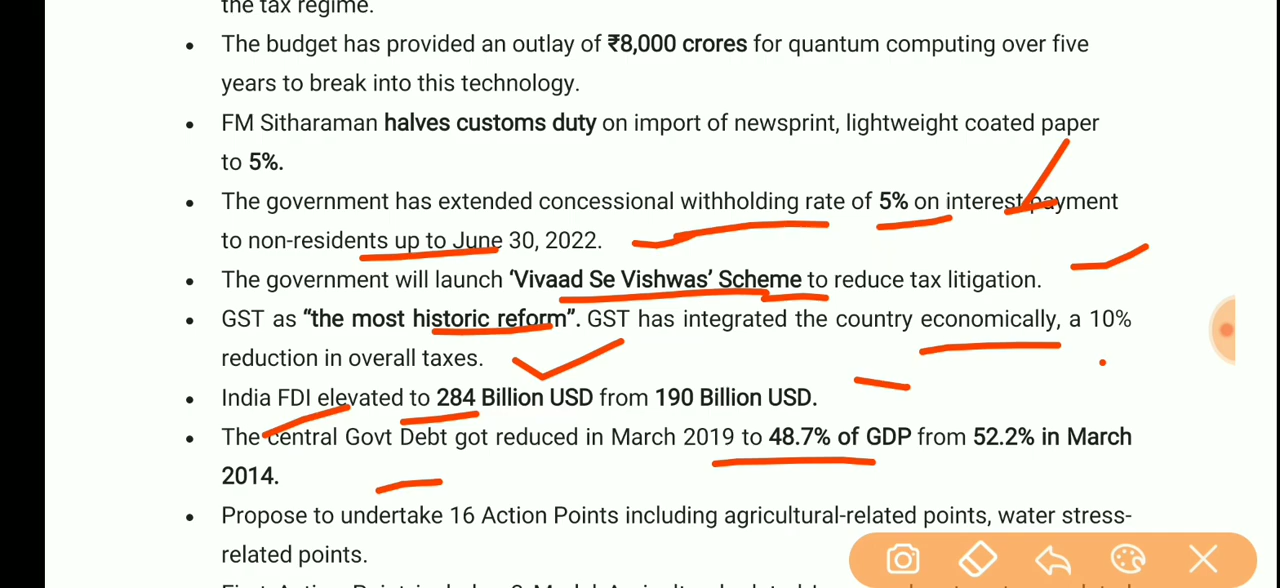 the tax regime.
• The budget has provided an outlay of ₹8,000 crores for quantum computing over five
years to break into this technology.
• FM Sitharaman halves customs duty on import of newsprint, lightweight coated paper
to 5%.
• The government has extended concessional withholding rate of 5% on interest payment
to non-residents up to June 30, 2022.
• The government will launch ‘Vivaad Se Vishwas’ Scheme to reduce tax litigation.
• GST as “the most historic reform”. GST has integrated the country economically, a 10%
reduction in overall taxes.
• India FDI elevated to 284 Billion USD from 190 Billion USD.
• The central Govt Debt got reduced in March 2019 to 48.7% of GDP from 52.2% in March
2014.
• Propose to undertake 16 Action Points including agricultural-related points, water stress-
related points.